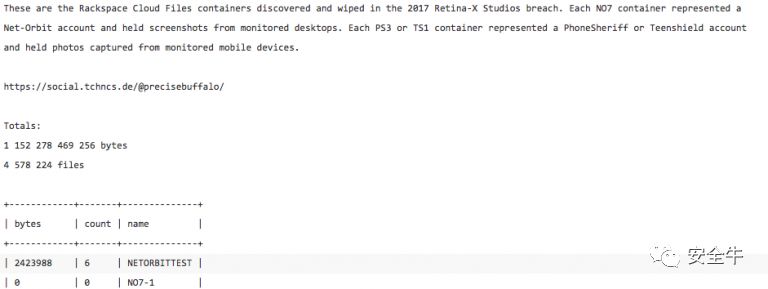 These are the Rackspace Cloud Files containers discovered and wiped in the 2017 Retina-X Studios breach. Each NO7 container represented a
Net-Orbit account and held screenshots from monitored desktops. Each PS3 or TS1 container represented a PhoneSheriff or Teenshield account
and held photos captured from monitored mobile devices.
https://social.tchncs.de/@precisebuffalo/
Totals:
1 152 278 469 256 bytes
4 578 224 files
+------------+-------+--------------+
| bytes | count | name |
+------------+-------+--------------+
| 2423988 | 6 | NETORBITTEST |
| 0 | 0 | NO7-1 |
安全牛